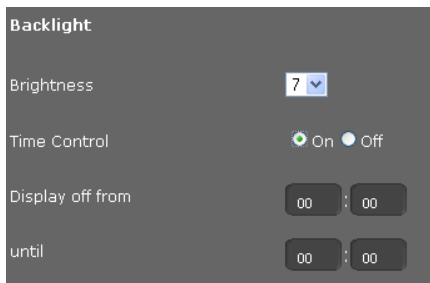 Backlight
Brightness 7
Time Control On Off
Display off from 00 : 00
until 00 : 00